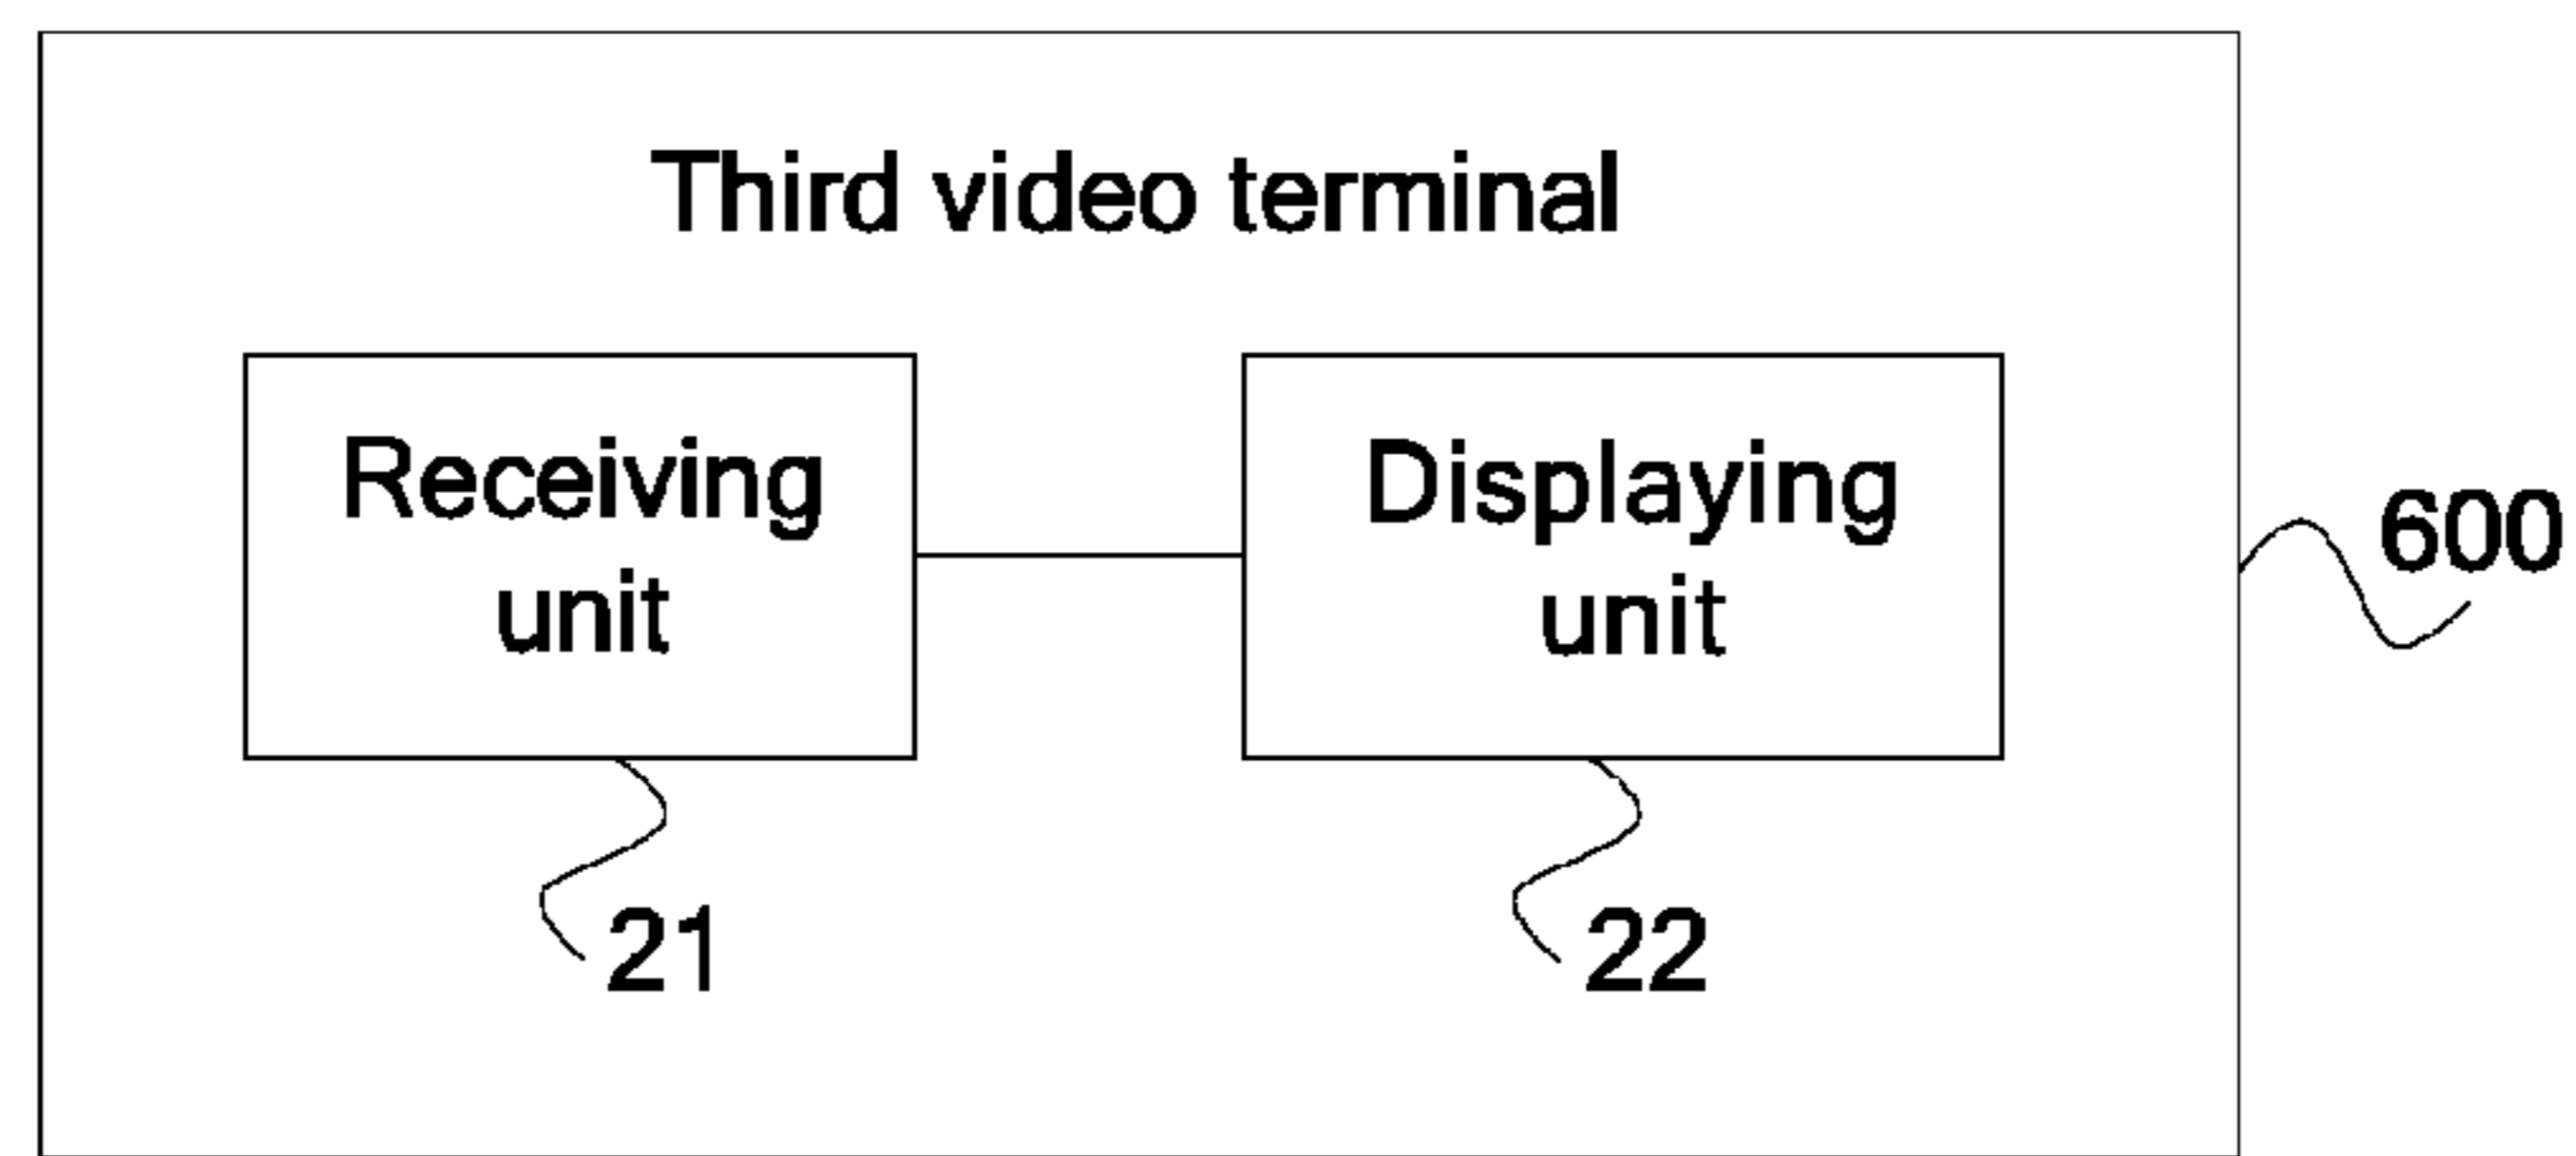 Third video terminal
Receiving
unit
Displaying
unit
600
21
22